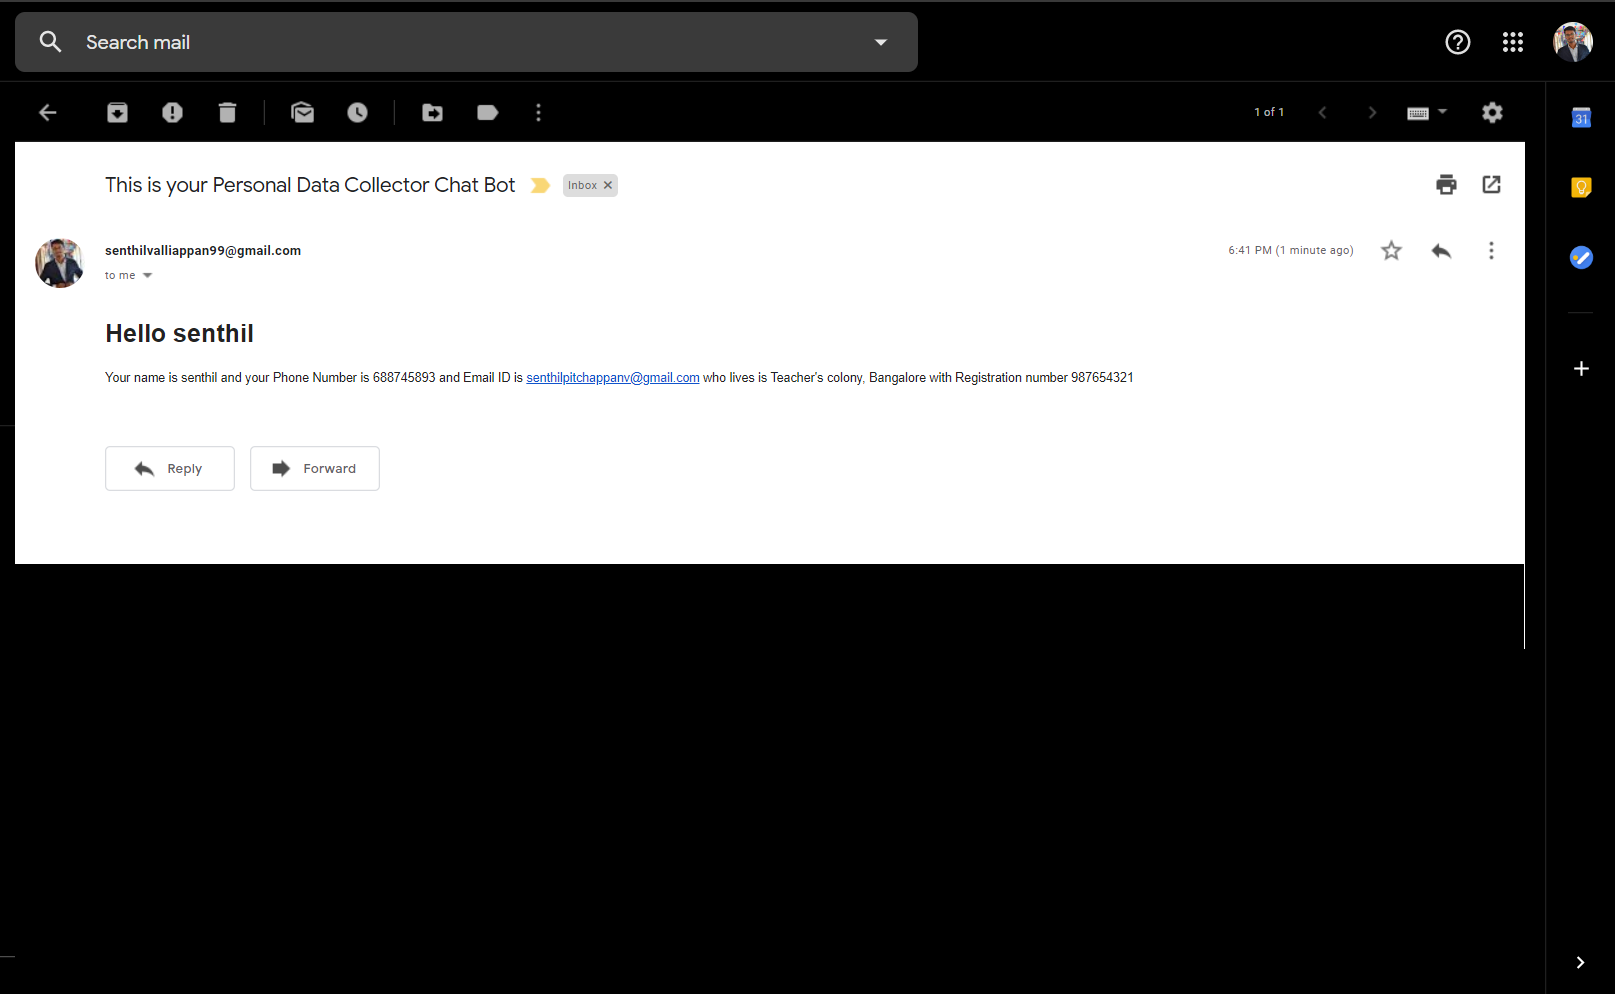 Search mail
1 of 1
31
This is your Personal Data Collector Chat Bot Inbox
senthilvalliappan99@gmail.com 6:41 PM (1 minute ago)
to me
Hello senthil
Your name is senthil and your Phone Number is 688745893 and Email ID is senthilpitchappanv@gmail.com who lives is Teacher's colony, Bangalore with Registration number 987654321
Reply Forward